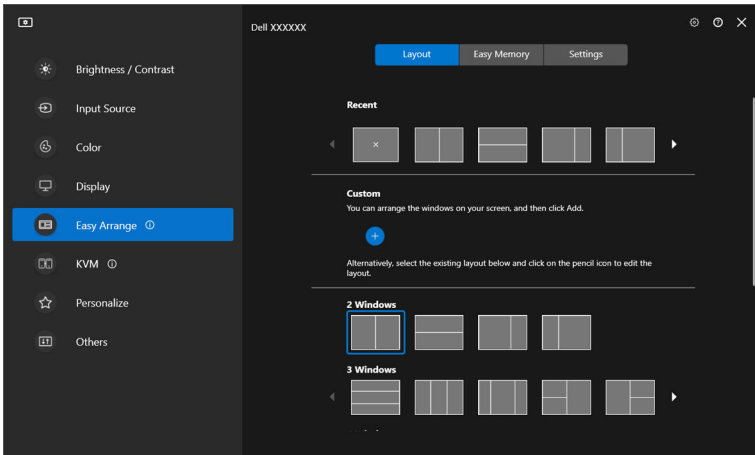 Dell XXXXXX
Brightness / Contrast
Input Source
Color
Display
Easy Arrange
KVM
Personalize
Others
Layout
Easy Memory
Settings
Recent
Custom
You can arrange the windows on your screen, and then click Add.
Alternatively, select the existing layout below and click on the pencil icon to edit the
layout.
2 Windows
3 Windows